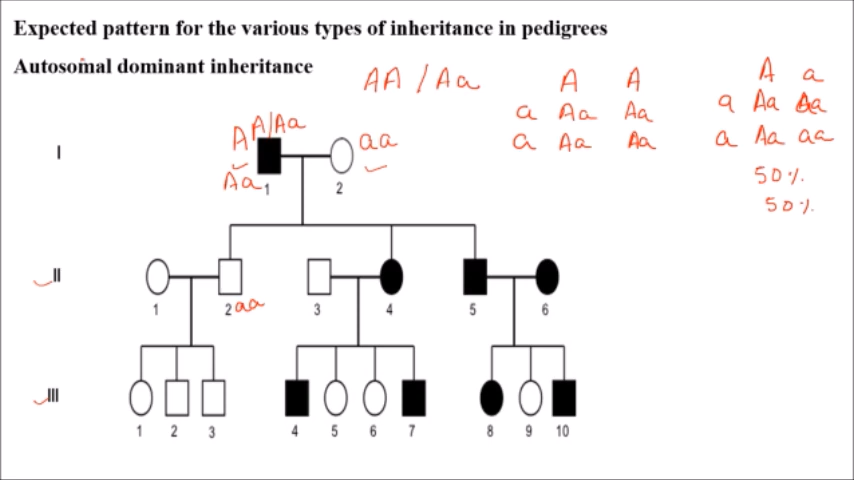 Expected pattern for the various types of inheritance in pedigrees
Autosomal dominant inheritance
AA / Aa
A A
a Aa Aa
a Aa Aa
A a
a Aa Aa
a Aa aa
50%.
50%.
I
AA/Aa
aa
Aa 1 2
II
1 2 aa 3 4 5 6
III
1 2 3 4 5 6 7 8 9 10